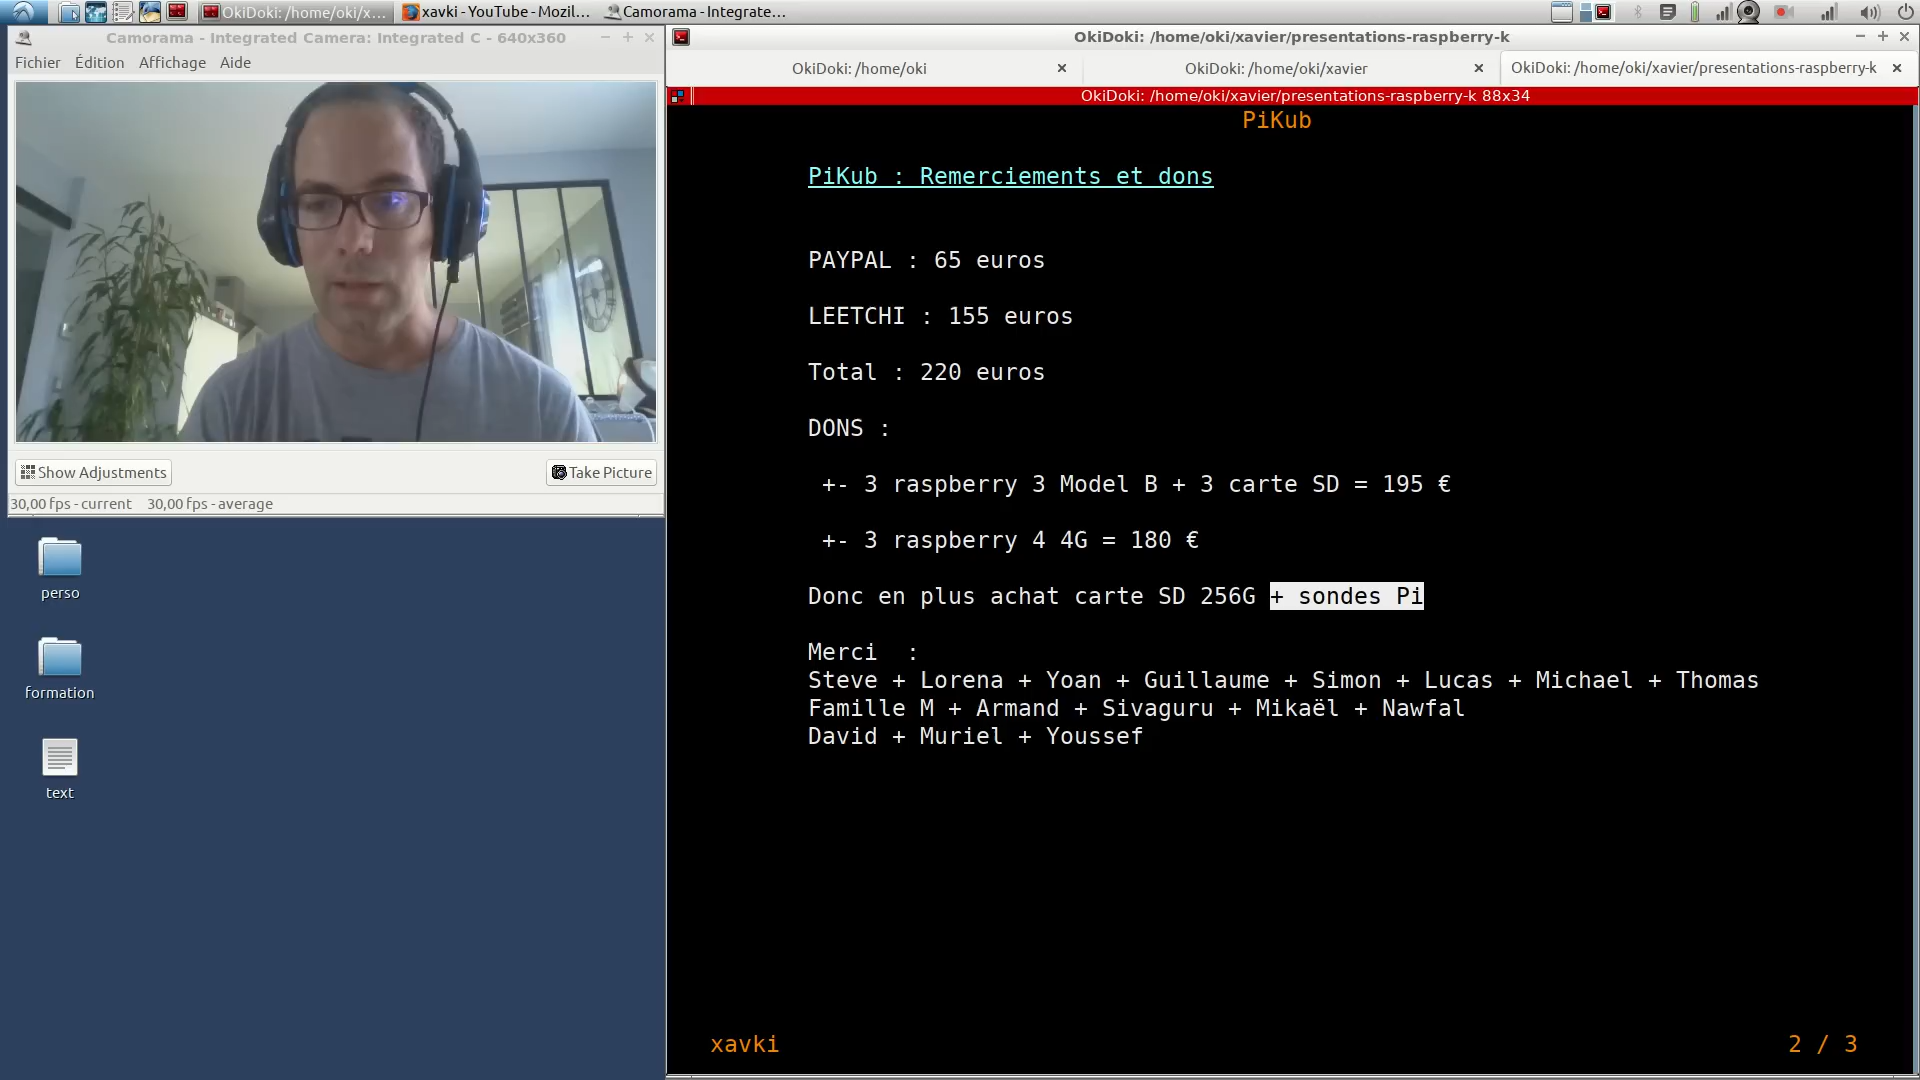 OkiDoki: /home/oki/x...
xavki - YouTube - Mozil...
Camorama - Integrate...
Camorama - Integrated Camera: Integrated C - 640x360
Fichier Édition Affichage Aide
Show Adjustments
Take Picture
30,00 fps - current 30,00 fps - average
perso
formation
text
OkiDoki: /home/oki/xavier/presentations-raspberry-k
OkiDoki: /home/oki
OkiDoki: /home/oki/xavier
OkiDoki: /home/oki/xavier/presentations-raspberry-k
OkiDoki: /home/oki/xavier/presentations-raspberry-k 88x34
PiKub
PiKub : Remerciements et dons
PAYPAL : 65 euros
LEETCHI : 155 euros
Total : 220 euros
DONS :
+- 3 raspberry 3 Model B + 3 carte SD = 195 €
+- 3 raspberry 4 4G = 180 €
Donc en plus achat carte SD 256G + sondes Pi
Merci :
Steve + Lorena + Yoan + Guillaume + Simon + Lucas + Michael + Thomas
Famille M + Armand + Sivaguru + Mikaël + Nawfal
David + Muriel + Youssef
xavki
2 / 3